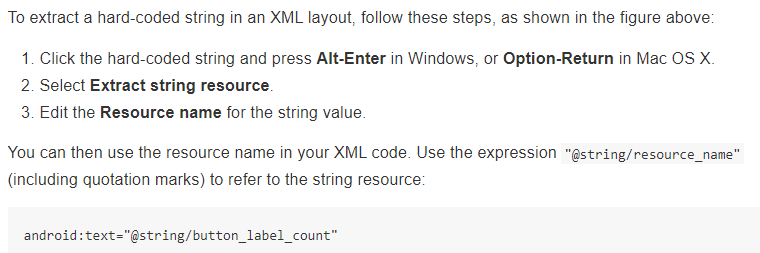 To extract a hard-coded string in an XML layout, follow these steps, as shown in the figure above:
1. Click the hard-coded string and press Alt-Enter in Windows, or Option-Return in Mac OS X.
2. Select Extract string resource.
3. Edit the Resource name for the string value.
You can then use the resource name in your XML code. Use the expression "@string/resource_name"
(including quotation marks) to refer to the string resource:
android:text="@string/button_label_count"